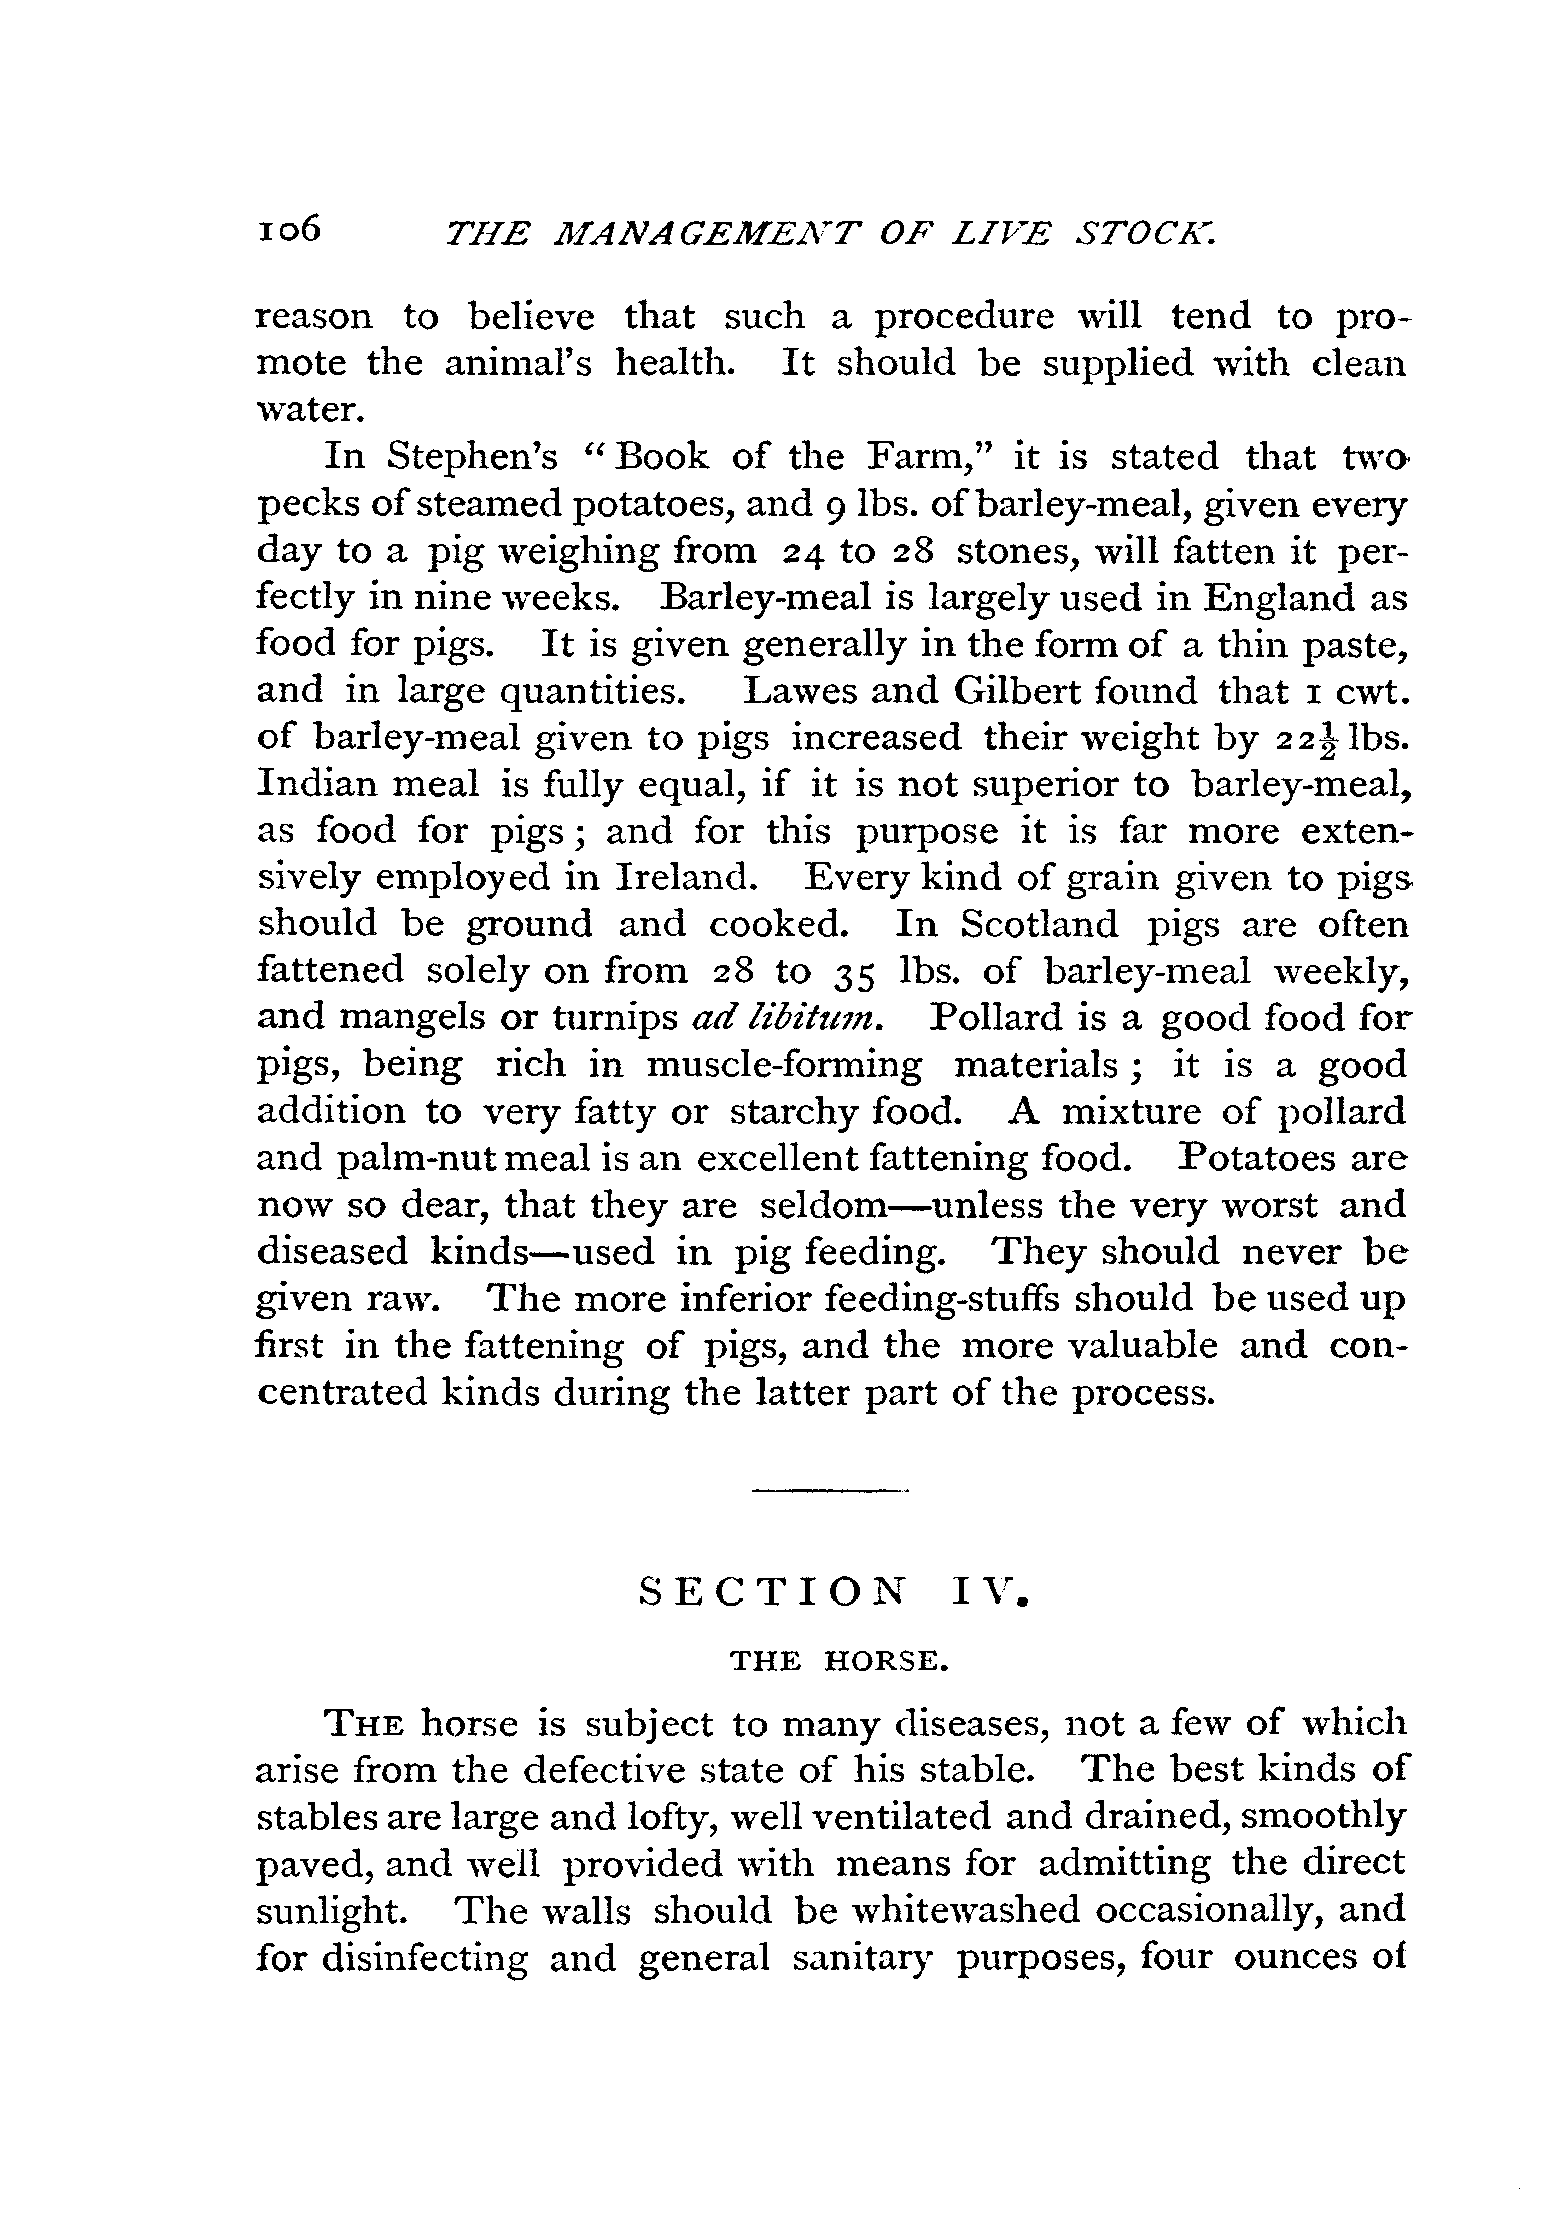 106 THE MANAGEMENT OF LIVE STOCK.
reason to believe that such a procedure will tend to pro-
mote the animal's health. It should be supplied with clean
water.
In Stephen's "Book of the Farm," it is stated that two
pecks of steamed potatoes, and 9 lbs. of barley-meal, given every
day to a pig weighing from 24 to 28 stones, will fatten it per-
fectly in nine weeks. Barley-meal is largely used in England as
food for pigs. It is given generally in the form of a thin paste,
and in large quantities. Lawes and Gilbert found that 1 cwt.
of barley-meal given to pigs increased their weight by 22½ lbs.
Indian meal is fully equal, if it is not superior to barley-meal,
as food for pigs; and for this purpose it is far more exten-
sively employed in Ireland. Every kind of grain given to pigs
should be ground and cooked. In Scotland pigs are often
fattened solely on from 28 to 35 lbs. of barley-meal weekly,
and mangels or turnips ad libitum. Pollard is a good food for
pigs, being rich in muscle-forming materials; it is a good
addition to very fatty or starchy food. A mixture of pollard
and palm-nut meal is an excellent fattening food. Potatoes are
now so dear, that they are seldom—unless the very worst and
diseased kinds—used in pig feeding. They should never be
given raw. The more inferior feeding-stuffs should be used up
first in the fattening of pigs, and the more valuable and con-
centrated kinds during the latter part of the process.
SECTION IV.
THE HORSE.
THE horse is subject to many diseases, not a few of which
arise from the defective state of his stable. The best kinds of
stables are large and lofty, well ventilated and drained, smoothly
paved, and well provided with means for admitting the direct
sunlight. The walls should be whitewashed occasionally, and
for disinfecting and general sanitary purposes, four ounces of